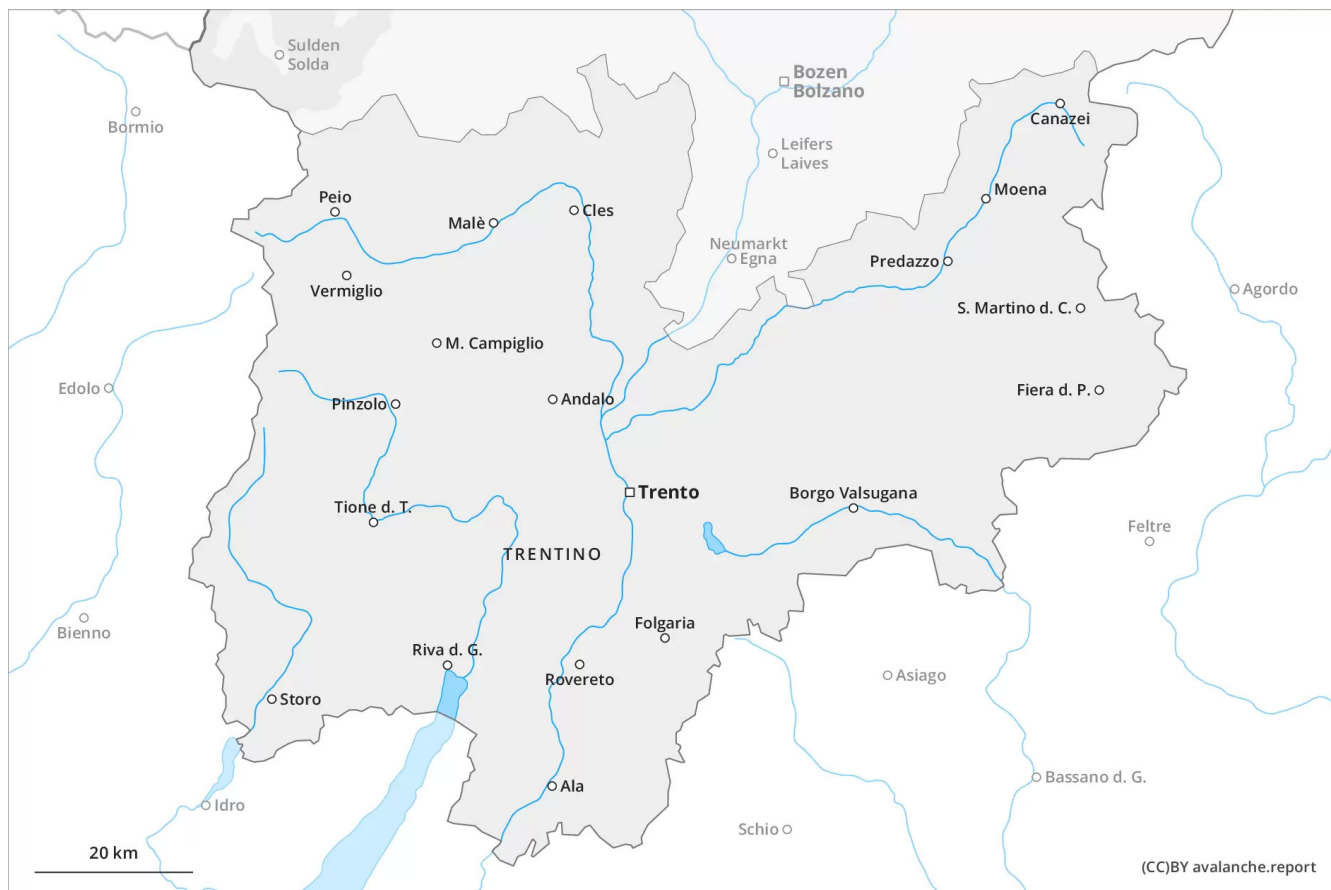 Sulden
Solda
Bozen
Bolzano
Bormio
Canazei
Leifers
Laives
Peio
Moena
Malè
Cles
Neumarkt
Egna
Predazzo
Vermiglio
Agordo
S. Martino d. C.
M. Campiglio
Edolo
Fiera d. P.
Andalo
Pinzolo
Trento
Borgo Valsugana
Tione d. T.
Feltre
TRENTINO
Bienno
Folgaria
Riva d. G.
Rovereto
Asiago
Storo
Bassano d. G.
Ala
Idro
Schio
20 km
(CC)BY avalanche.report